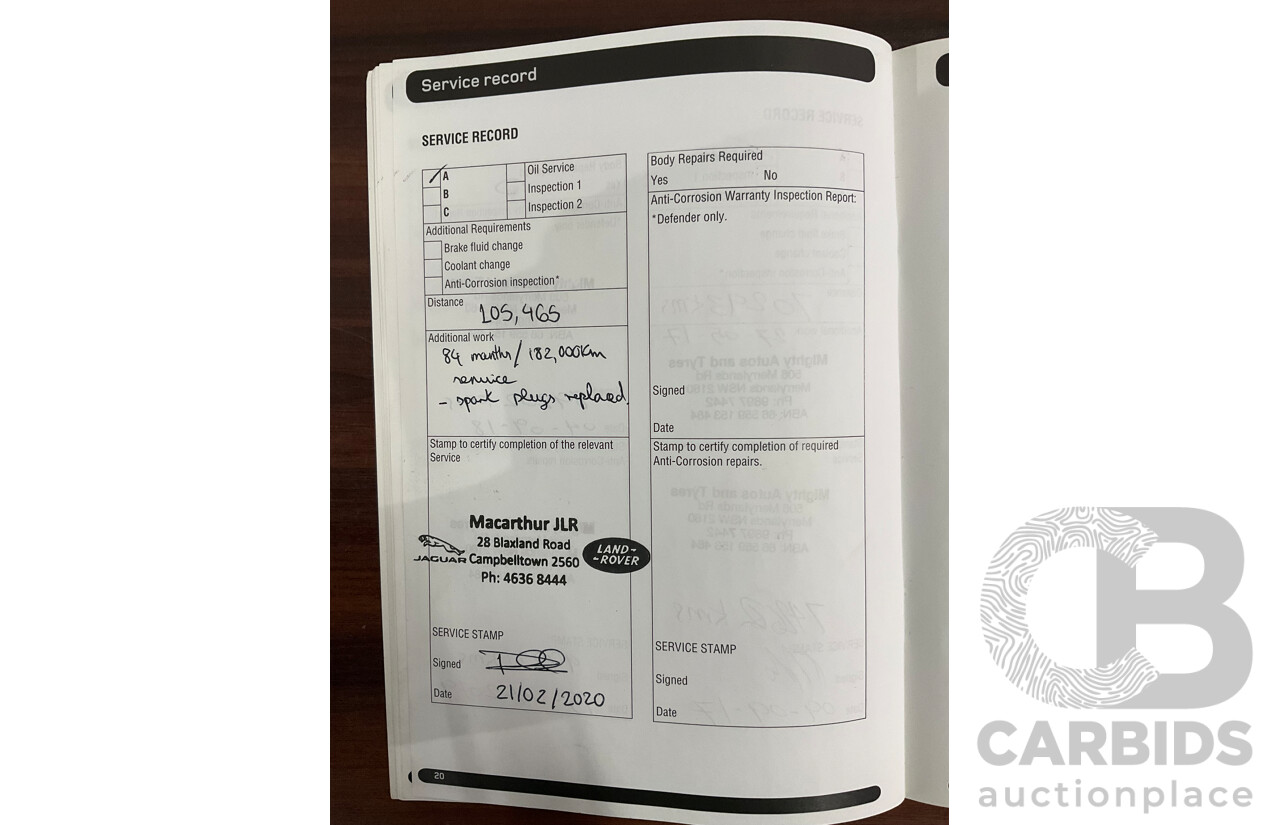 Service record
SERVICE RECORD
A
B
C
Oil Service
Inspection 1
Inspection 2
Additional Requirements
Brake fluid change
Coolant change
Anti-Corrosion inspection*
Distance
105,465
Additional work
84 months / 182,000km
service
- spark plugs replaced.
Stamp to certify completion of the relevant
Service
Macarthur JLR
28 Blaxland Road
JAGUAR Campbelltown 2560
LAND-
-ROVER
Ph: 4636 8444
SERVICE STAMP
Signed
Date 21/02/2020
Body Repairs Required
Yes No
Anti-Corrosion Warranty Inspection Report:
*Defender only.
Signed
Date
Stamp to certify completion of required
Anti-Corrosion repairs.
SERVICE STAMP
Signed
Date
20
CB
CARBIDS
auctionplace